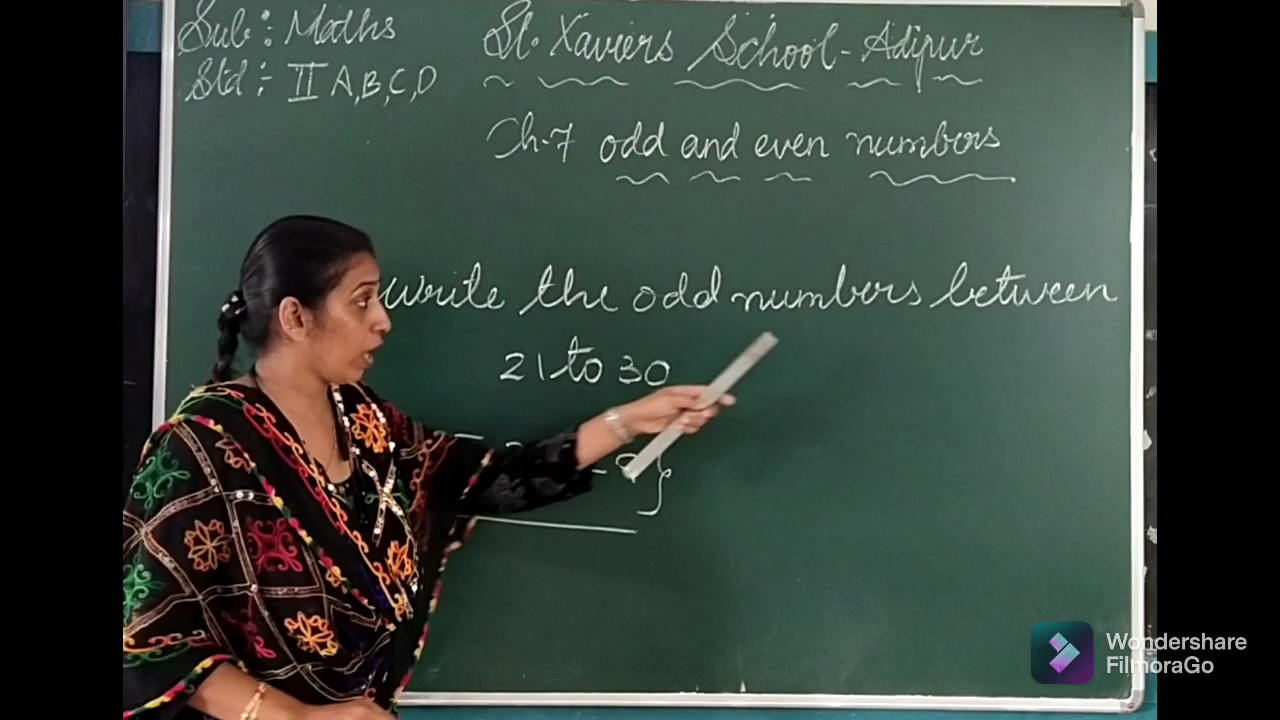 Sub : Maths
Std : II A, B, C, D
St. Xaviers School - Adipur
Ch-7 odd and even numbers
write the odd numbers between
21 to 30
9}
Wondershare
FilmoraGo